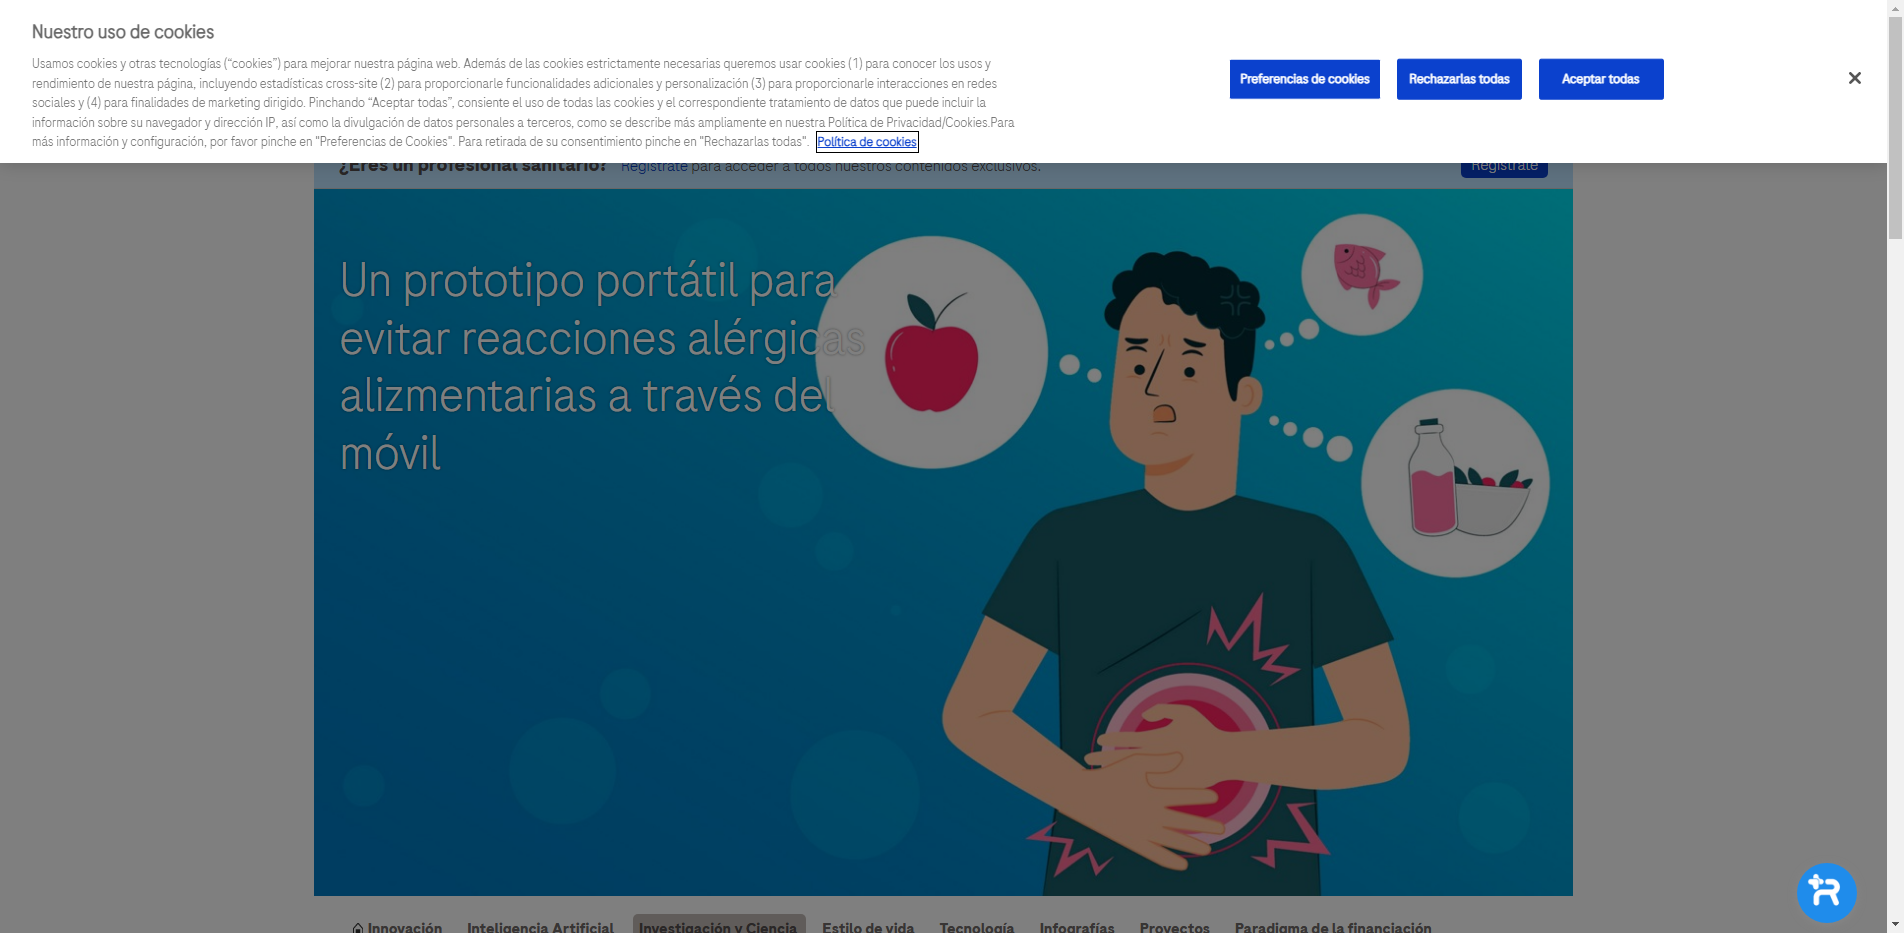 Nuestro uso de cookies
Usamos cookies y otras tecnologías (“cookies”) para mejorar nuestra página web. Además de las cookies estrictamente necesarias queremos usar cookies (1) para conocer los usos y
rendimiento de nuestra página, incluyendo estadísticas cross-site (2) para proporcionarle funcionalidades adicionales y personalización (3) para proporcionarle interacciones en redes
sociales y (4) para finalidades de marketing dirigido. Pinchando “Aceptar todas”, consiente el uso de todas las cookies y el correspondiente tratamiento de datos que puede incluir la
información sobre su navegador y dirección IP, así como la divulgación de datos personales a terceros, como se describe más ampliamente en nuestra Política de Privacidad/Cookies.Para
más información y configuración, por favor pinche en "Preferencias de Cookies". Para retirada de su consentimiento pinche en "Rechazarlas todas". Política de cookies
Preferencias de cookies Rechazarlas todas Aceptar todas
¿Eres un profesional sanitario? Regístrate para acceder a todos nuestros contenidos exclusivos. Regístrate
Un prototipo portátil para
evitar reacciones alérgicas
alizmentarias a través del
móvil
Innovación Inteligencia Artificial Investigación y Ciencia Estilo de vida Tecnología Infografías Proyectos Paradigma de la financiación